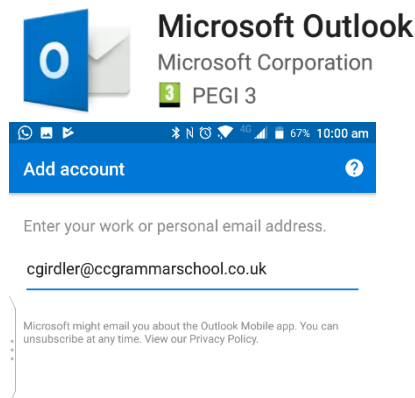 O
Microsoft Outlook
Microsoft Corporation
3 PEGI 3
4G 67% 10:00 am
Add account ?
Enter your work or personal email address.
cgirdler@ccgrammarschool.co.uk
Microsoft might email you about the Outlook Mobile app. You can
unsubscribe at any time. View our Privacy Policy.